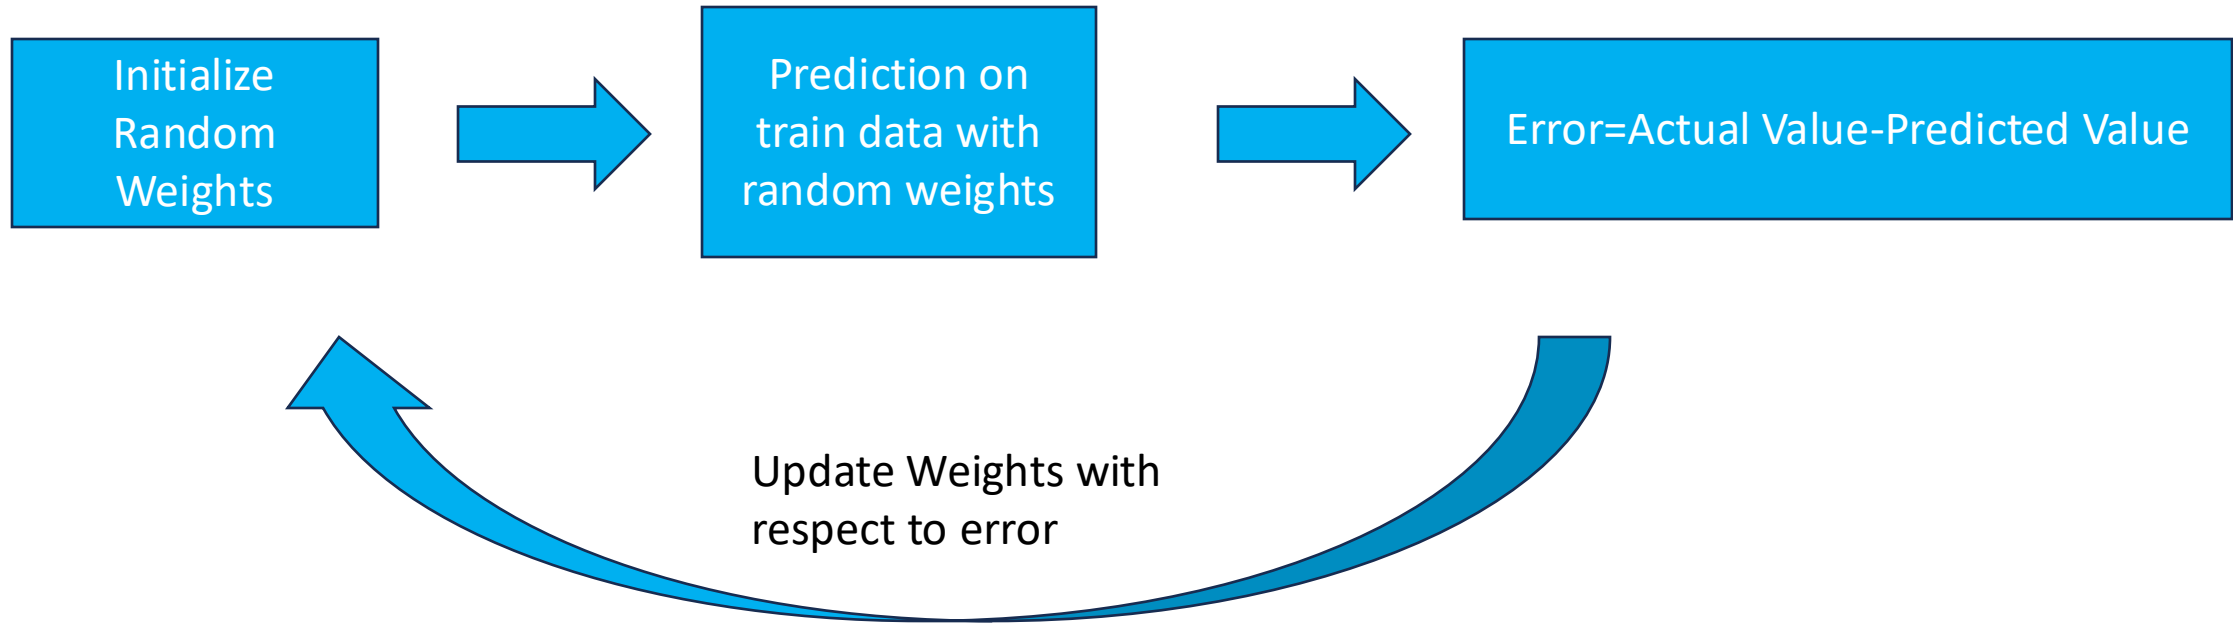 Initialize
Random
Weights
Prediction on
train data with
random weights
Error=Actual Value-Predicted Value
Update Weights with
respect to error